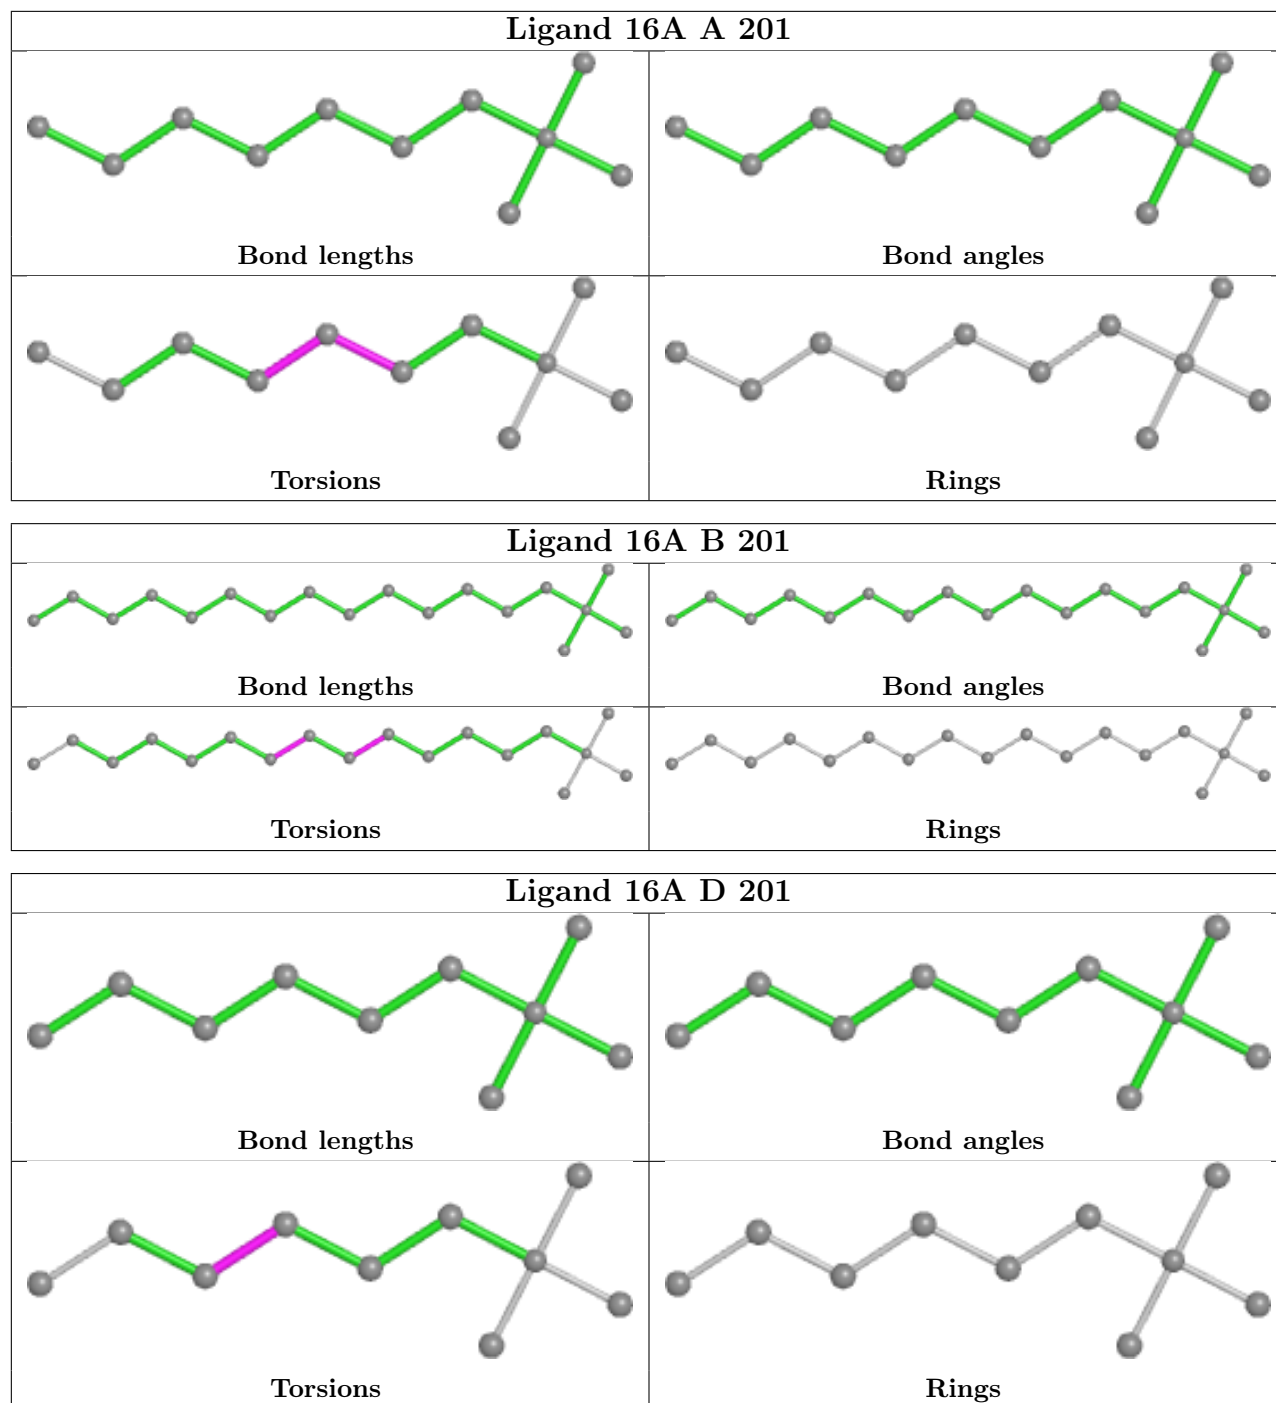 Ligand 16A A 201
Bond lengths
Bond angles
Torsions
Rings
Ligand 16A B 201
Bond lengths
Bond angles
Torsions
Rings
Ligand 16A D 201
Bond lengths
Bond angles
Torsions
Rings